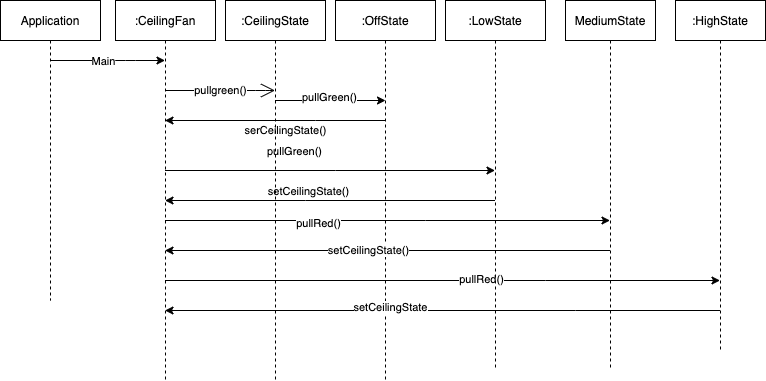 Application
:CeilingFan
:CeilingState
:OffState
:LowState
MediumState
:HighState
Main
pullgreen()
pullGreen()
serCeilingState()
pullGreen()
setCeilingState()
pullRed()
setCeilingState()
pullRed()
setCeilingState